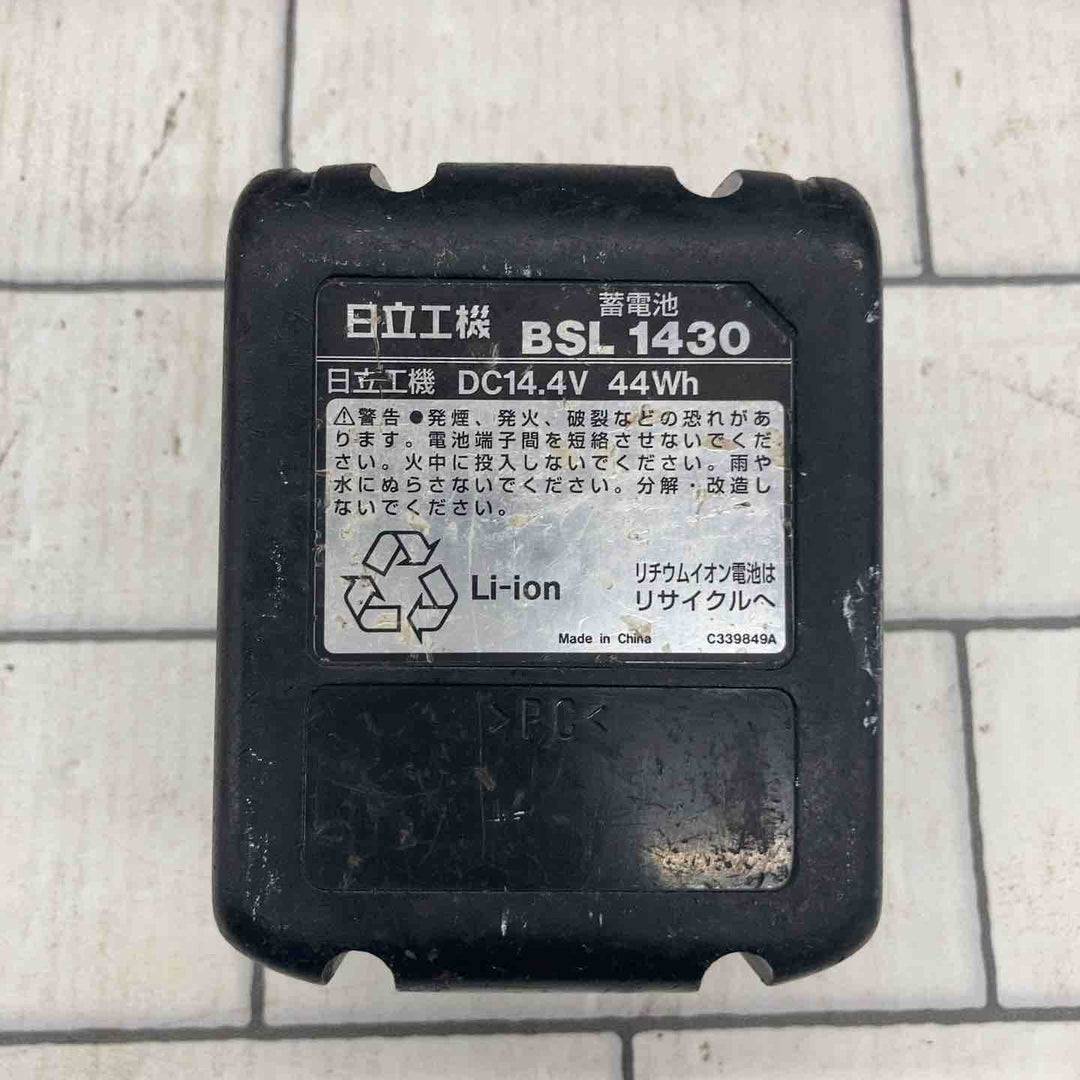 日立工機
蓄電池
BSL 1430
日立工機 DC14.4V 44Wh
⚠警告 ●発煙、発火、破裂などの恐れがあ
ります。電池端子間を短絡させないでくだ
さい。火中に投入しないでください。雨や
水にぬらさないでください。分解・改造し
ないでください。
Li-ion
リチウムイオン電池は
リサイクルへ
Made in China C339849A
>PC<